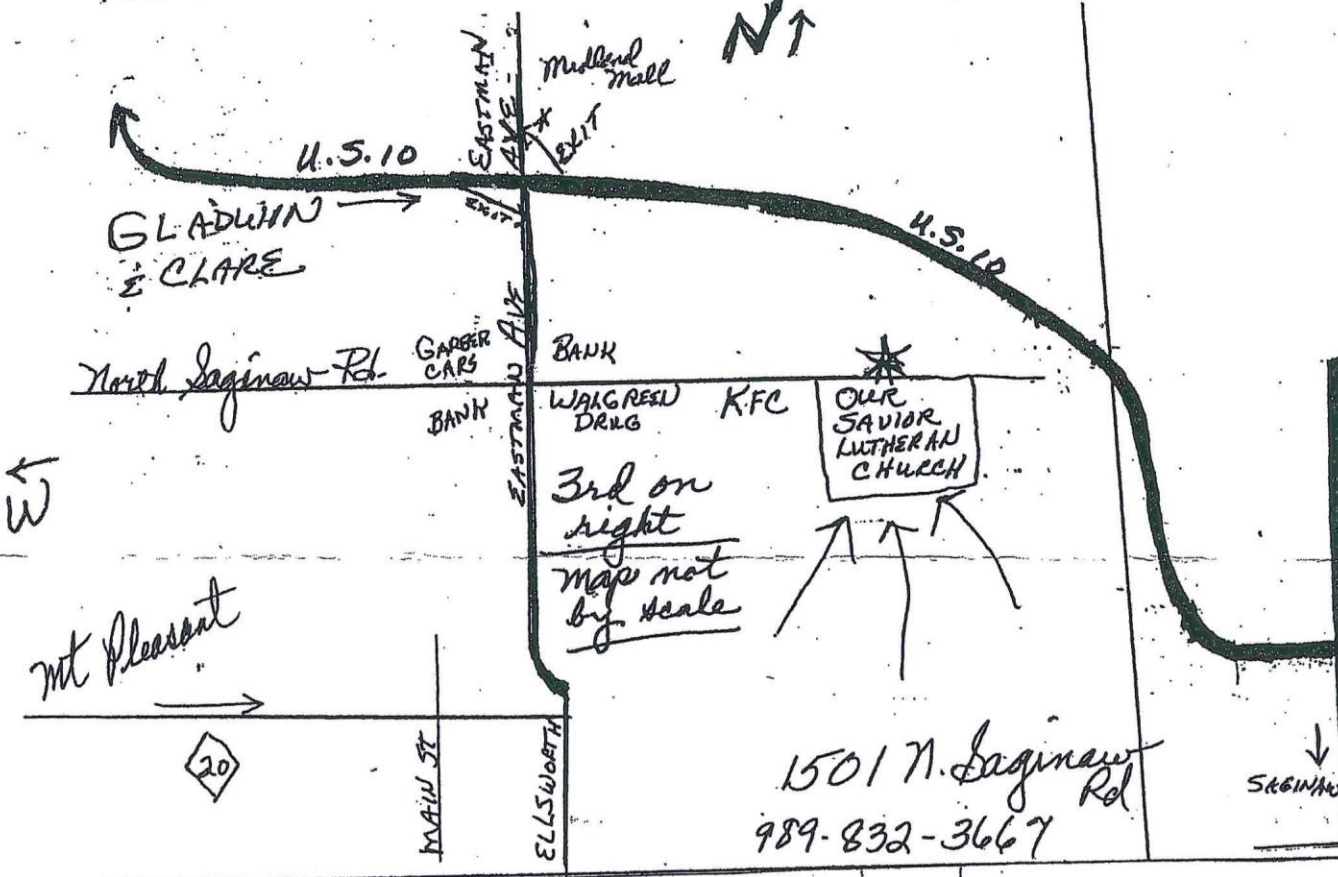 N↑
EASTMAN
AVE -
Midland
Mall
EXIT
U.S.10
EXIT
GLADWIN
& CLARE
U.S.10
EASTMAN AVE
GARBER
CARS
BANK
North Saginaw Rd.
BANK
WALGREEN
DRUG
KFC
OUR
SAVIOR
LUTHERAN
CHURCH
EASTMAN
3rd on
right
map not
by scale
W
Mt Pleasant
20
MAIN ST
ELLSWORTH
1501 N. Saginaw
Rd
989-832-3667
SAGINAW